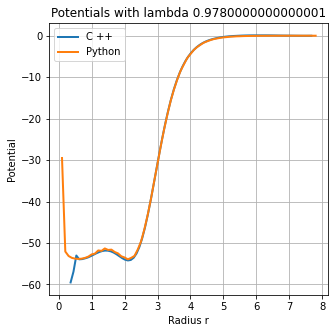 Potentials with lambda 0.9780000000000001
C ++
Python
Potential
0
−10
−20
−30
−40
−50
−60
0 1 2 3 4 5 6 7 8
Radius r